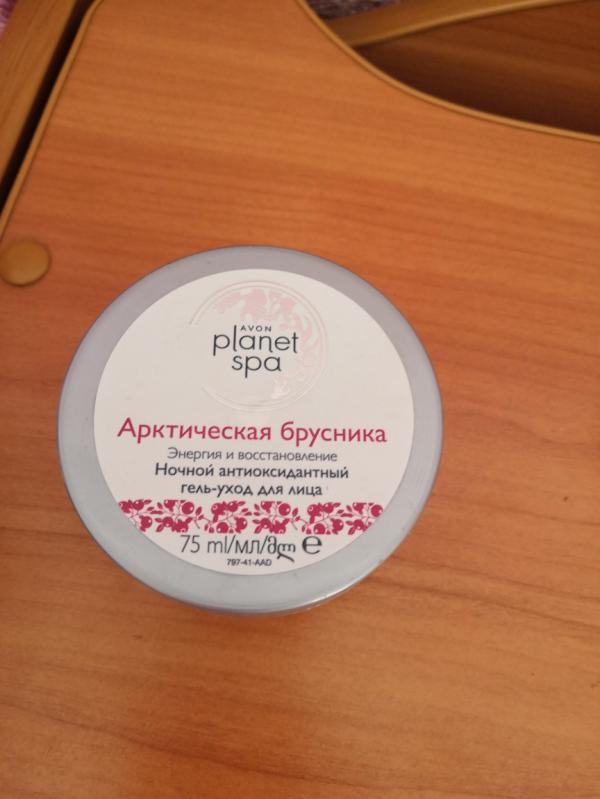 AVON
planet
spa
Арктическая брусника
Энергия и восстановление
Ночной антиоксидантный
гель-уход для лица
75 ml/мл/მლ ℮
797-41-AAD